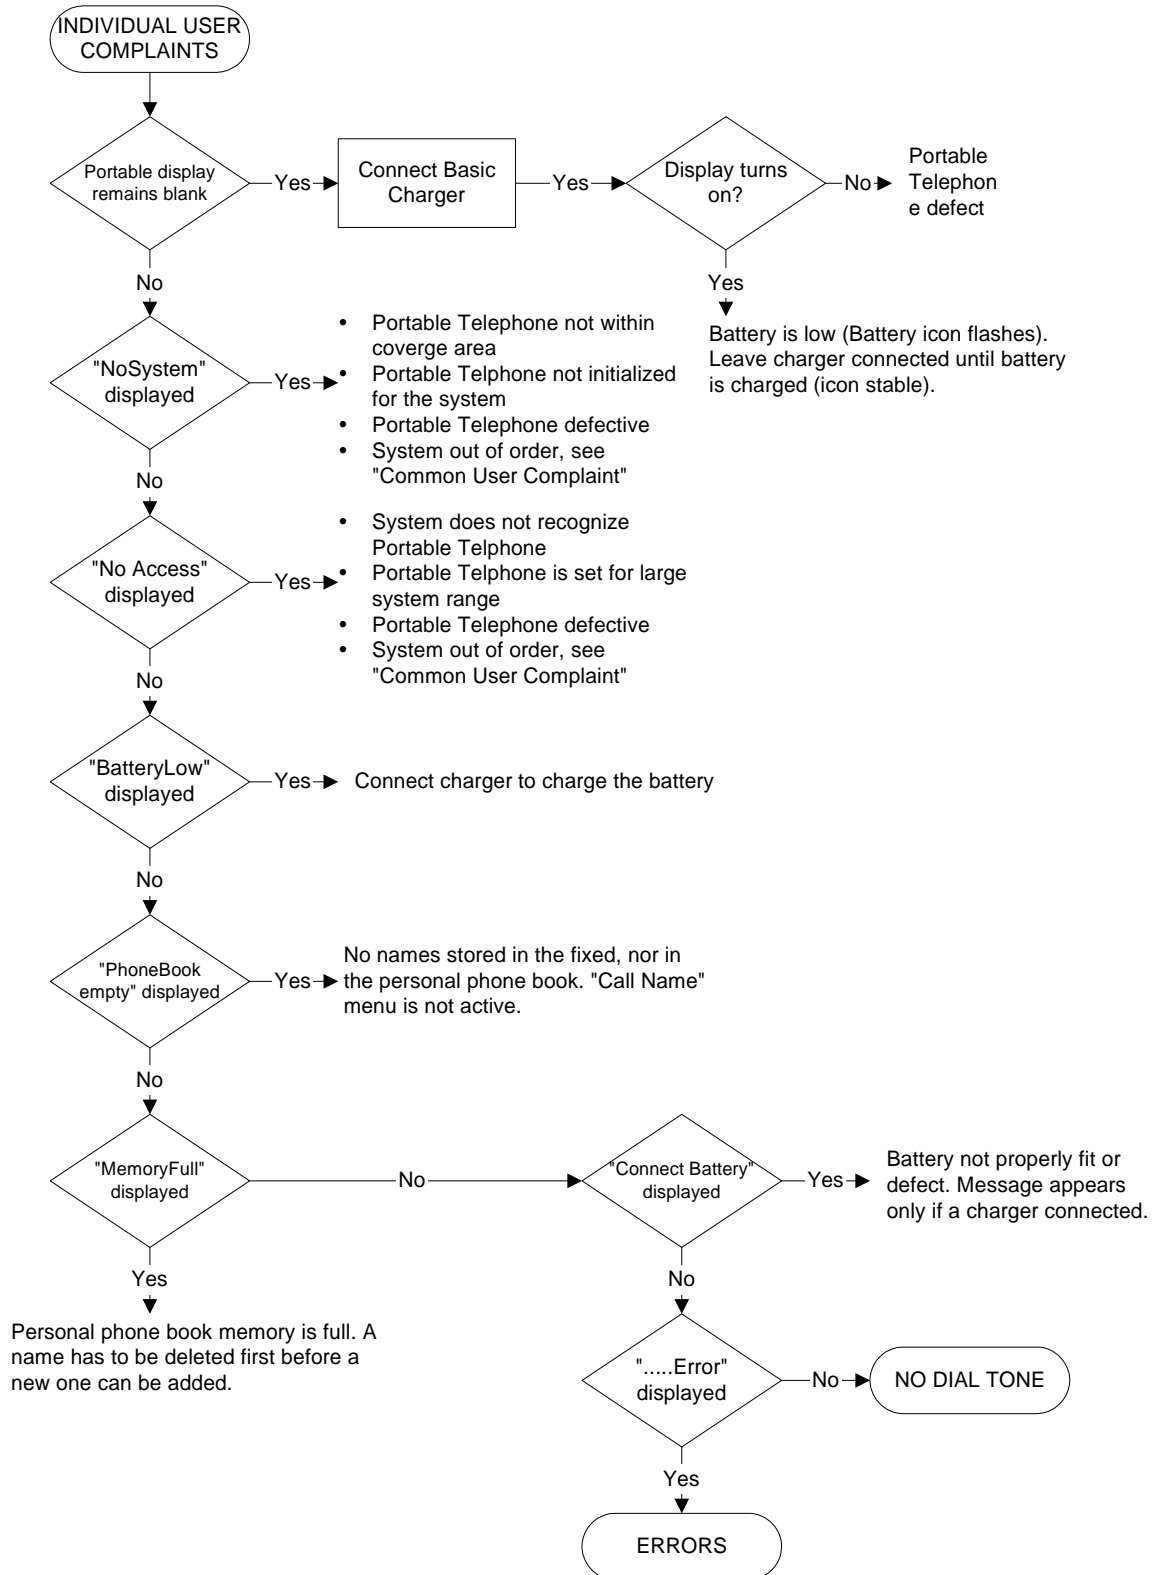 INDIVIDUAL USER
COMPLAINTS
Portable display
remains blank
Yes
Connect Basic
Charger
Yes
Display turns
on?
No
Portable
Telephon
e defect
No
Yes
Battery is low (Battery icon flashes).
Leave charger connected until battery
is charged (icon stable).
"NoSystem"
displayed
Yes
• Portable Telephone not within
coverge area
• Portable Telphone not initialized
for the system
• Portable Telephone defective
• System out of order, see
"Common User Complaint"
No
"No Access"
displayed
Yes
• System does not recognize
Portable Telphone
• Portable Telphone is set for large
system range
• Portable Telephone defective
• System out of order, see
"Common User Complaint"
No
"BatteryLow"
displayed
Yes
Connect charger to charge the battery
No
"PhoneBook
empty" displayed
Yes
No names stored in the fixed, nor in
the personal phone book. "Call Name"
menu is not active.
No
"MemoryFull"
displayed
No
"Connect Battery"
displayed
Yes
Battery not properly fit or
defect. Message appears
only if a charger connected.
Yes
Personal phone book memory is full. A
name has to be deleted first before a
new one can be added.
No
".....Error"
displayed
No
NO DIAL TONE
Yes
ERRORS